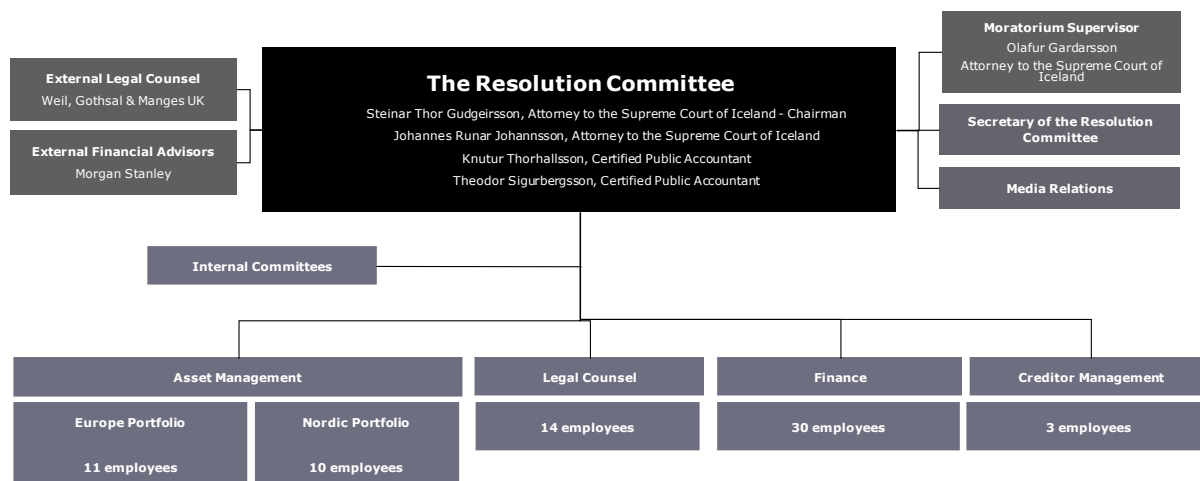 External Legal Counsel
Weil, Gothsal & Manges UK
External Financial Advisors
Morgan Stanley
The Resolution Committee
Steinar Thor Gudgeirsson, Attorney to the Supreme Court of Iceland - Chairman
Johannes Runar Johannsson, Attorney to the Supreme Court of Iceland
Knutur Thorhallsson, Certified Public Accountant
Theodor Sigurbergsson, Certified Public Accountant
Moratorium Supervisor
Olafur Gardarsson
Attorney to the Supreme Court of
Iceland
Secretary of the Resolution
Committee
Media Relations
Internal Committees
Asset Management
Europe Portfolio
11 employees
Nordic Portfolio
10 employees
Legal Counsel
14 employees
Finance
30 employees
Creditor Management
3 employees